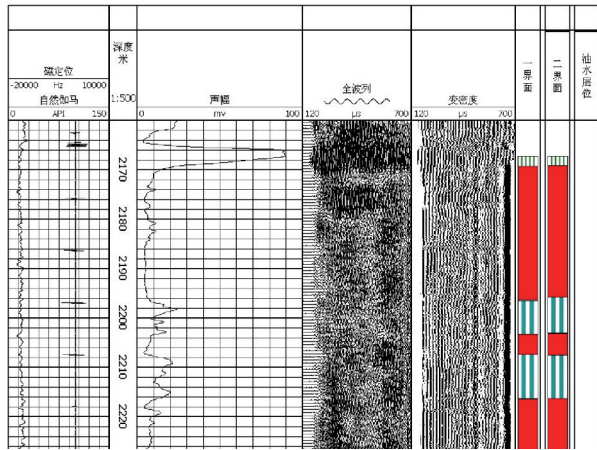 磁定位
-20000 Hz 10000
自然伽马
0 API 150
深度
米
1:500
声幅
0 mv 100
全波列
120 μs 700
变密度
120 μs 700
一界面
二界面
油水层位
2170
2180
2190
2200
2210
2220